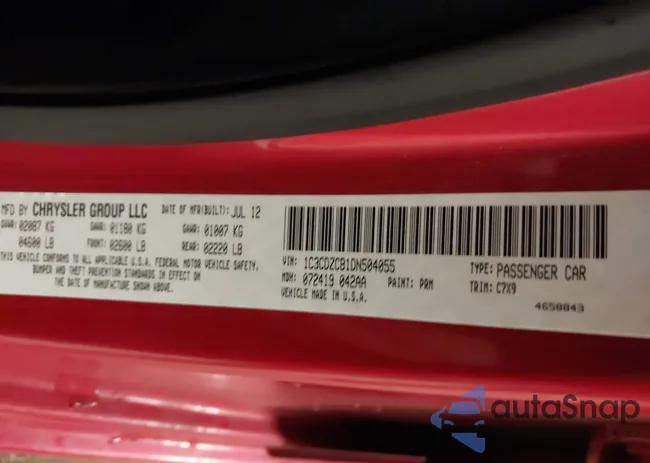 MFD BY CHRYSLER GROUP LLC DATE OF MFR(BUILT): JUL 12
GVWR: 02087 KG GAWR 01180 KG GAWR 01007 KG
04600 LB FRONT: 02600 LB REAR: 02220 LB
THIS VEHICLE CONFORMS TO ALL APPLICABLE U.S.A. FEDERAL MOTOR VEHICLE SAFETY,
BUMPER AND THEFT PREVENTION STANDARDS IN EFFECT ON
THE DATE OF MANUFACTURE SHOWN ABOVE.
VIN: 1C3CDZCB1DN504055 TYPE: PASSENGER CAR
MDH: 072419 042AA PAINT: PRM TRIM: C7X9
VEHICLE MADE IN U.S.A. 4658843
autoSnap